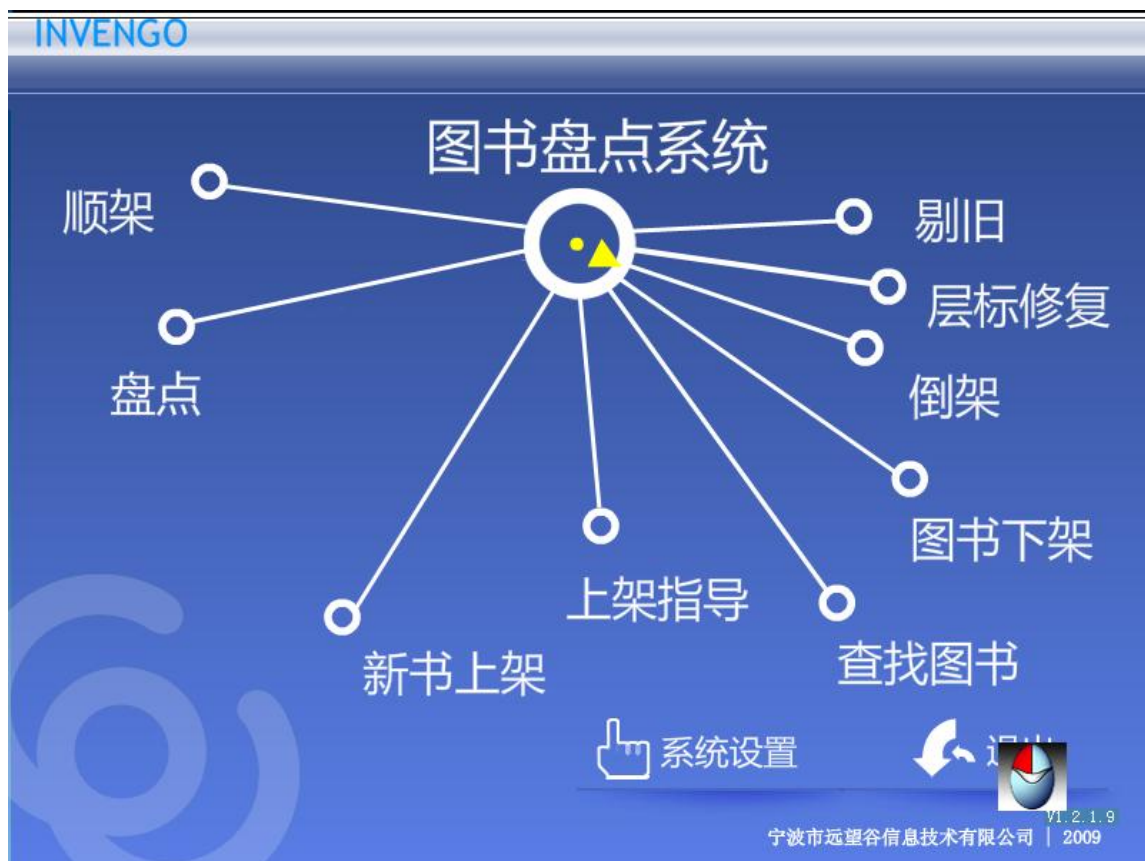 INVENGO
图书盘点系统
顺架
剔旧
层标修复
盘点
倒架
图书下架
上架指导
新书上架
查找图书
系统设置
V1.2.1.9
宁波市远望谷信息技术有限公司 | 2009